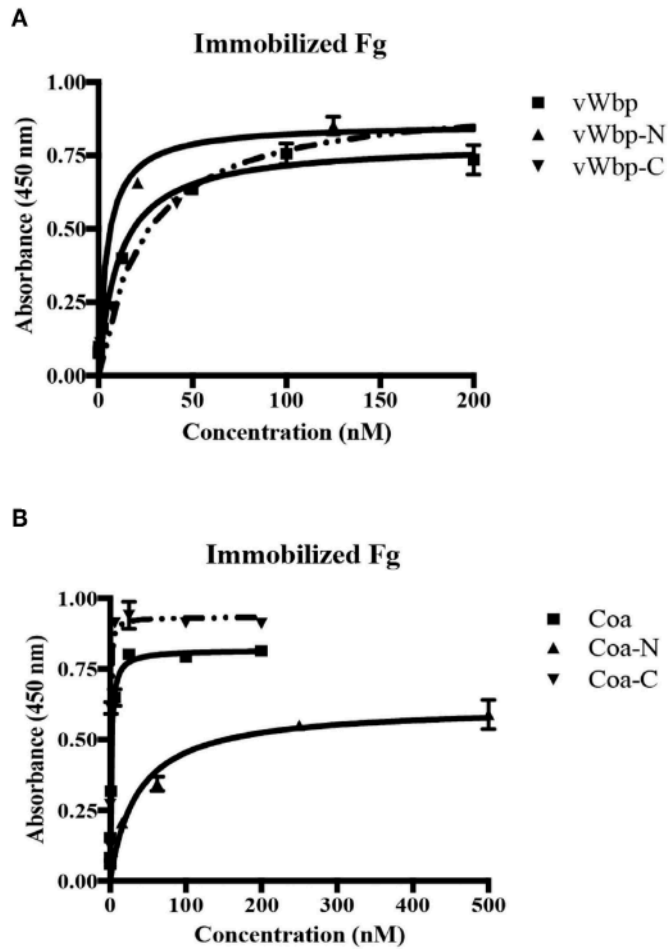 A
Immobilized Fg
Absorbance (450 nm)
1.00
0.75
0.50
0.25
0.00
0 50 100 150 200
Concentration (nM)
vWbp
vWbp-N
vWbp-C
B
Immobilized Fg
Absorbance (450 nm)
1.00
0.75
0.50
0.25
0.00
0 100 200 300 400 500
Concentration (nM)
Coa
Coa-N
Coa-C